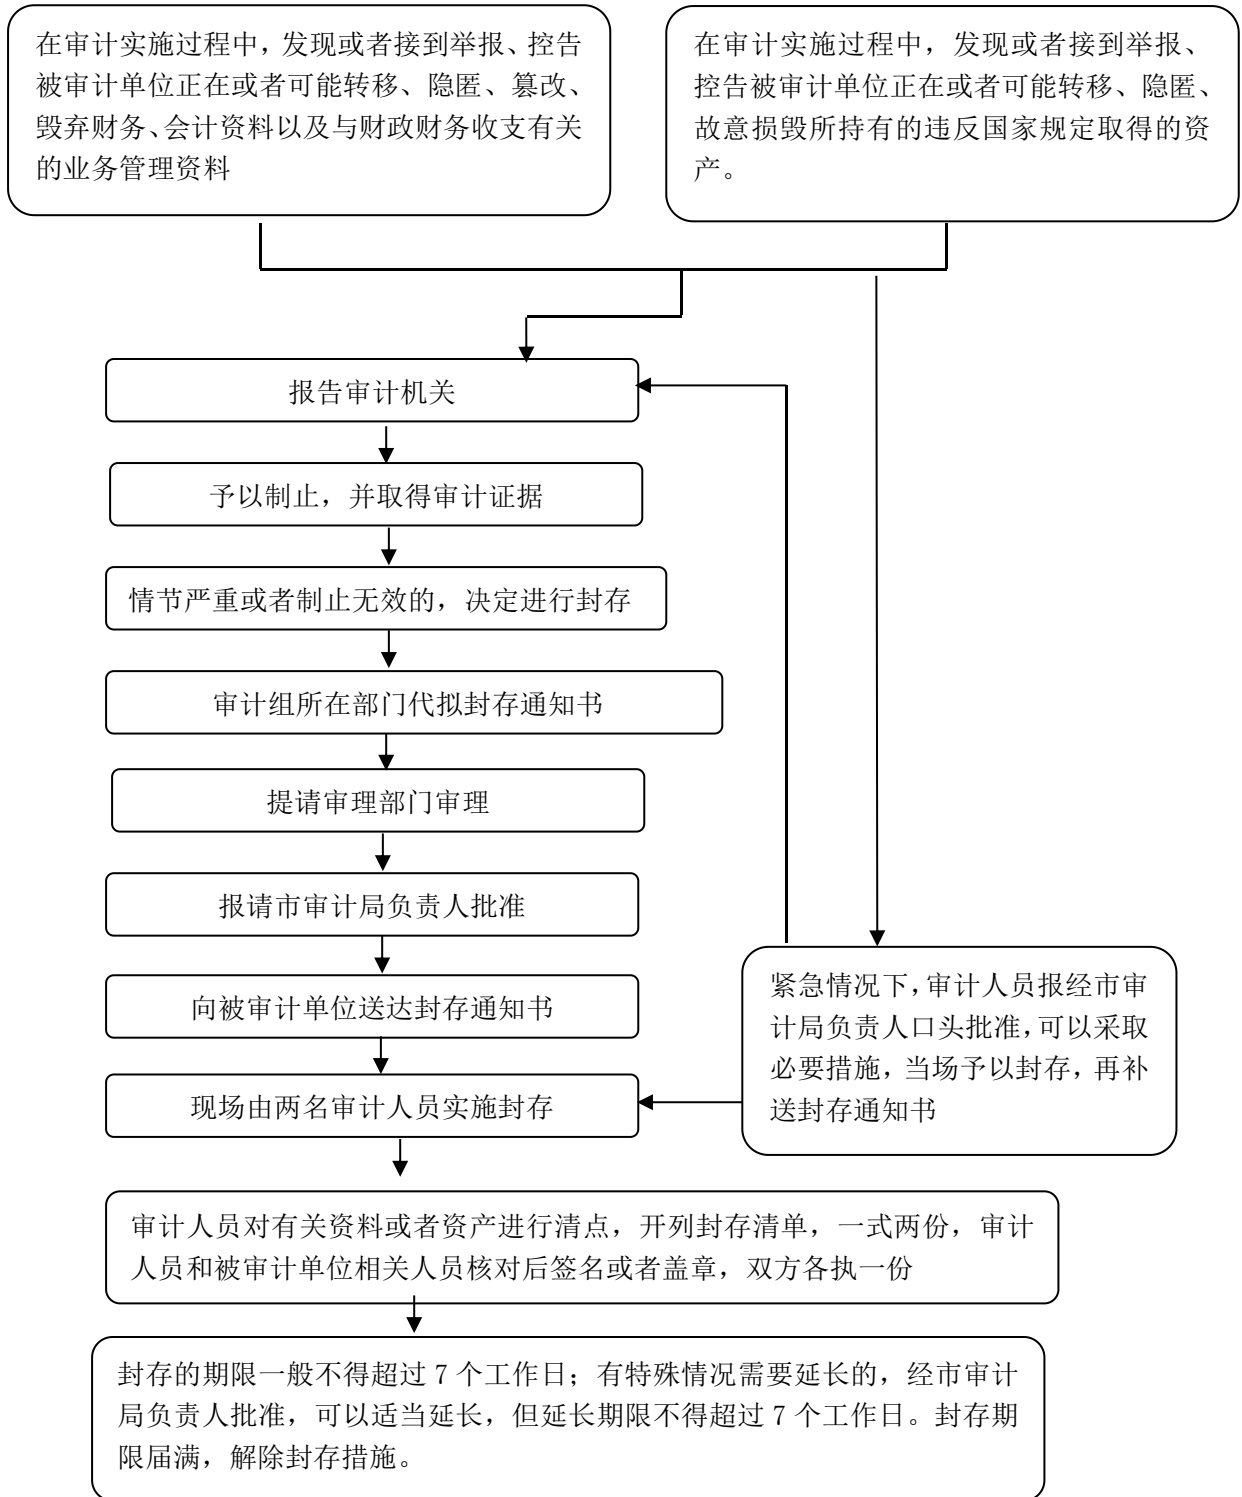 在审计实施过程中，发现或者接到举报、控告
被审计单位正在或者可能转移、隐匿、篡改、
毁弃财务、会计资料以及与财政财务收支有关
的业务管理资料
在审计实施过程中，发现或者接到举报、
控告被审计单位正在或者可能转移、隐匿、
故意损毁所持有的违反国家规定取得的资
产。
报告审计机关
予以制止，并取得审计证据
情节严重或者制止无效的，决定进行封存
审计组所在部门代拟封存通知书
提请审理部门审理
报请市审计局负责人批准
向被审计单位送达封存通知书
现场由两名审计人员实施封存
紧急情况下，审计人员报经市审
计局负责人口头批准，可以采取
必要措施，当场予以封存，再补
送封存通知书
审计人员对有关资料或者资产进行清点，开列封存清单，一式两份，审计
人员和被审计单位相关人员核对后签名或者盖章，双方各执一份
封存的期限一般不得超过 7 个工作日；有特殊情况需要延长的，经市审计
局负责人批准，可以适当延长，但延长期限不得超过 7 个工作日。封存期
限届满，解除封存措施。